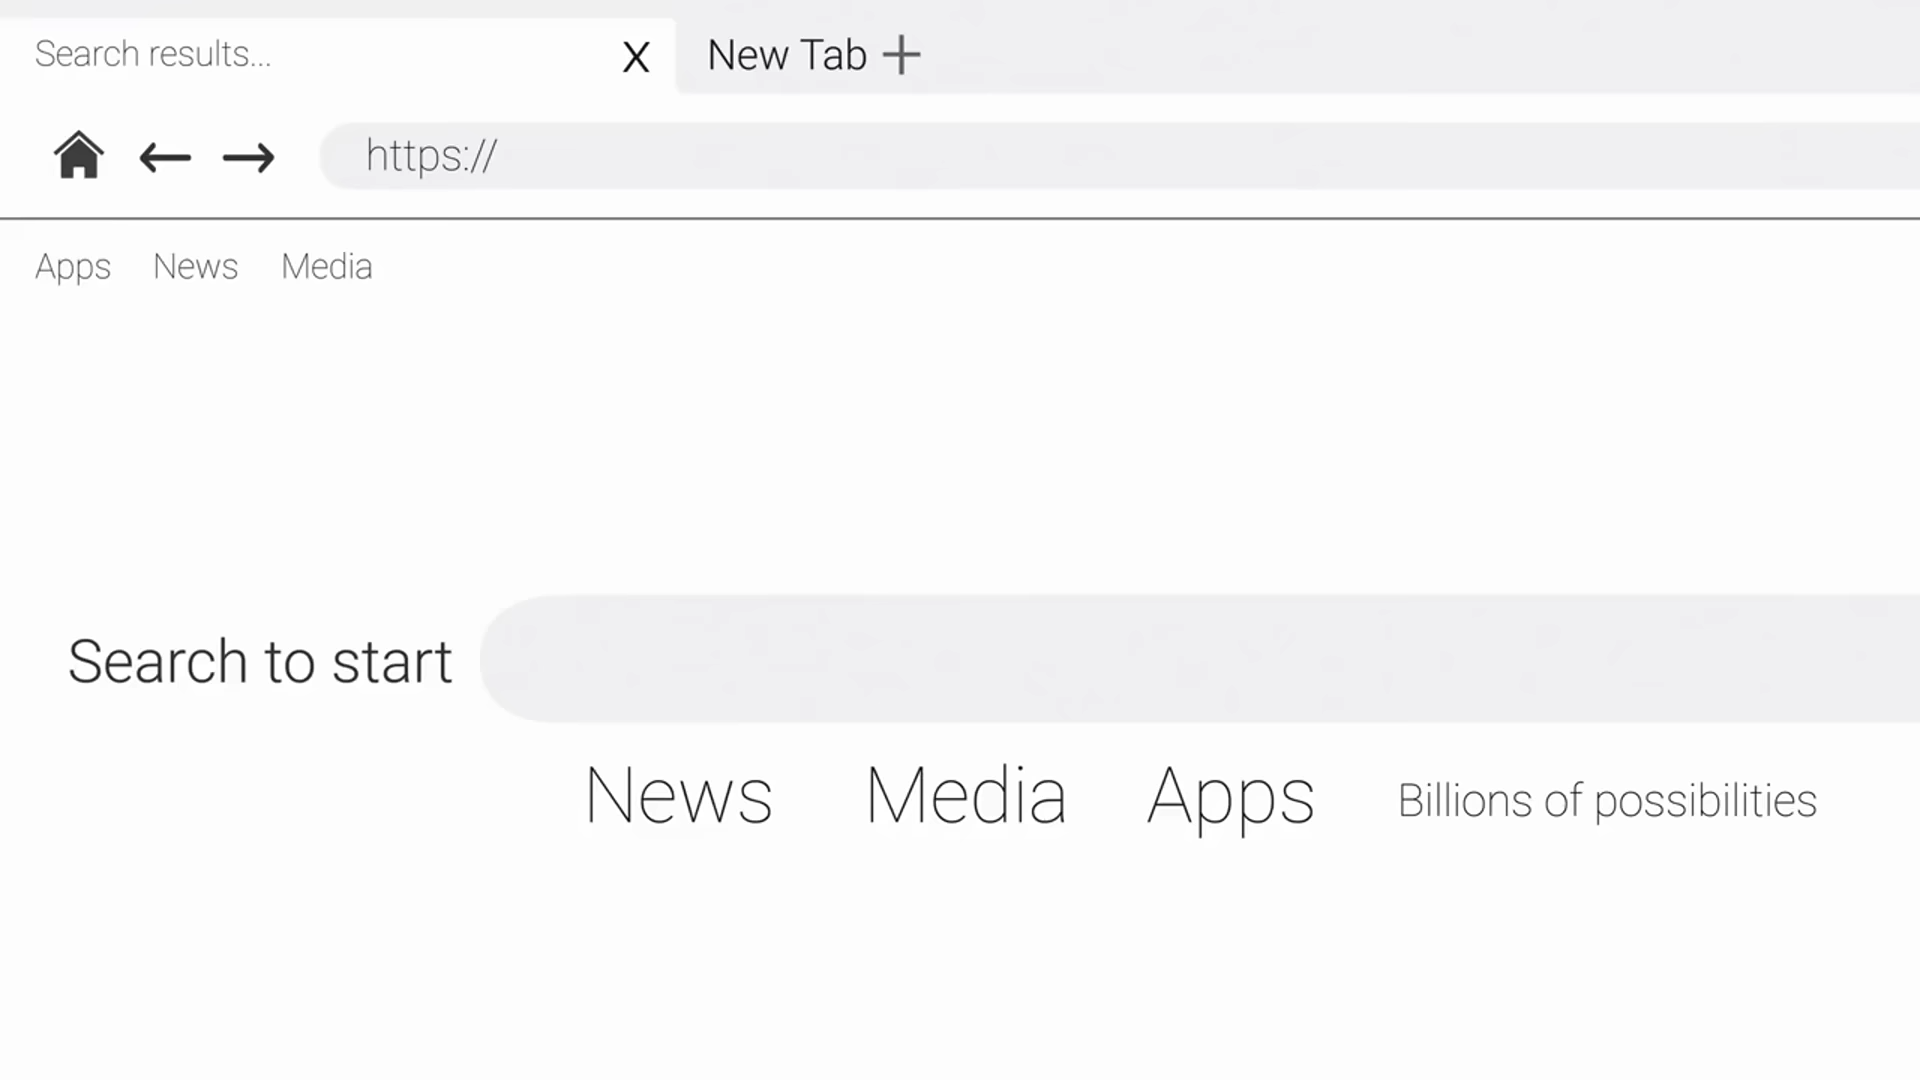 Search results... X New Tab +
https://
Apps News Media
Search to start
News Media Apps Billions of possibilities